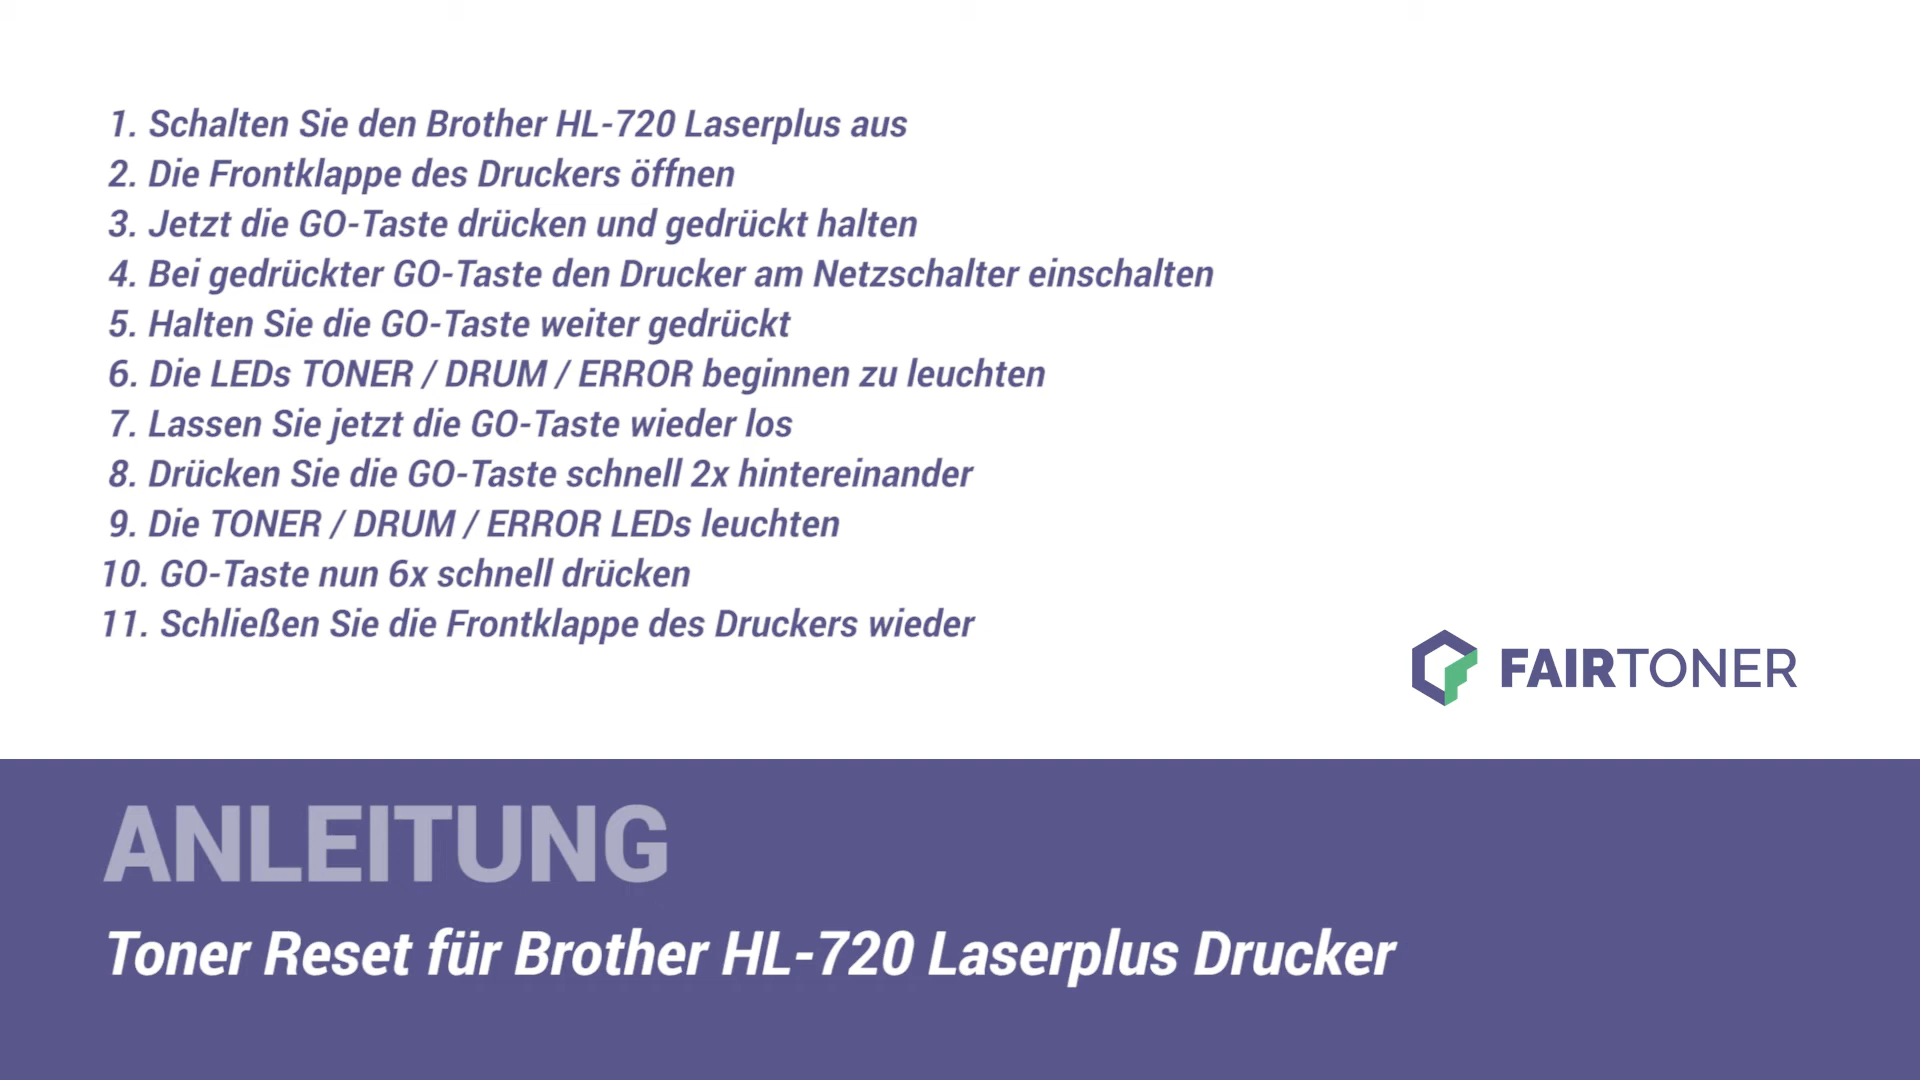 1. Schalten Sie den Brother HL-720 Laserplus aus
2. Die Frontklappe des Druckers öffnen
3. Jetzt die GO-Taste drücken und gedrückt halten
4. Bei gedrückter GO-Taste den Drucker am Netzschalter einschalten
5. Halten Sie die GO-Taste weiter gedrückt
6. Die LEDs TONER / DRUM / ERROR beginnen zu leuchten
7. Lassen Sie jetzt die GO-Taste wieder los
8. Drücken Sie die GO-Taste schnell 2x hintereinander
9. Die TONER / DRUM / ERROR LEDs leuchten
10. GO-Taste nun 6x schnell drücken
11. Schließen Sie die Frontklappe des Druckers wieder
FAIRTONER
ANLEITUNG
Toner Reset für Brother HL-720 Laserplus Drucker